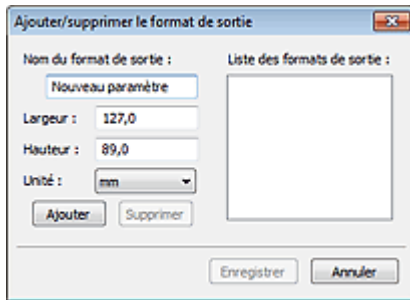 Ajouter/supprimer le format de sortie
Nom du format de sortie :
Nouveau paramètre
Largeur : 127,0
Hauteur : 89,0
Unité : mm
Ajouter Supprimer
Liste des formats de sortie :
Enregistrer Annuler